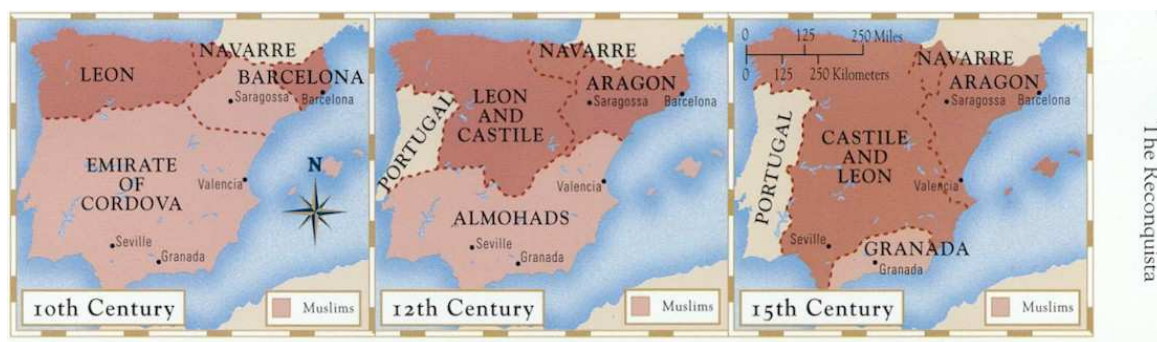 NAVARRE
LEON
BARCELONA
Saragossa
Barcelona
EMIRATE
OF
CORDOVA
Valencia
N
Seville
Granada
10th Century
Muslims
NAVARRE
ARAGON
LEON
AND
CASTILE
Saragossa
Barcelona
PORTUGAL
Valencia
ALMOHADS
Seville
Granada
12th Century
Muslims
0 125 250 Miles
0 125 250 Kilometers
NAVARRE
ARAGON
Saragossa
Barcelona
PORTUGAL
CASTILE
AND
LEON
Valencia
Seville
GRANADA
Granada
15th Century
Muslims
The Reconquista